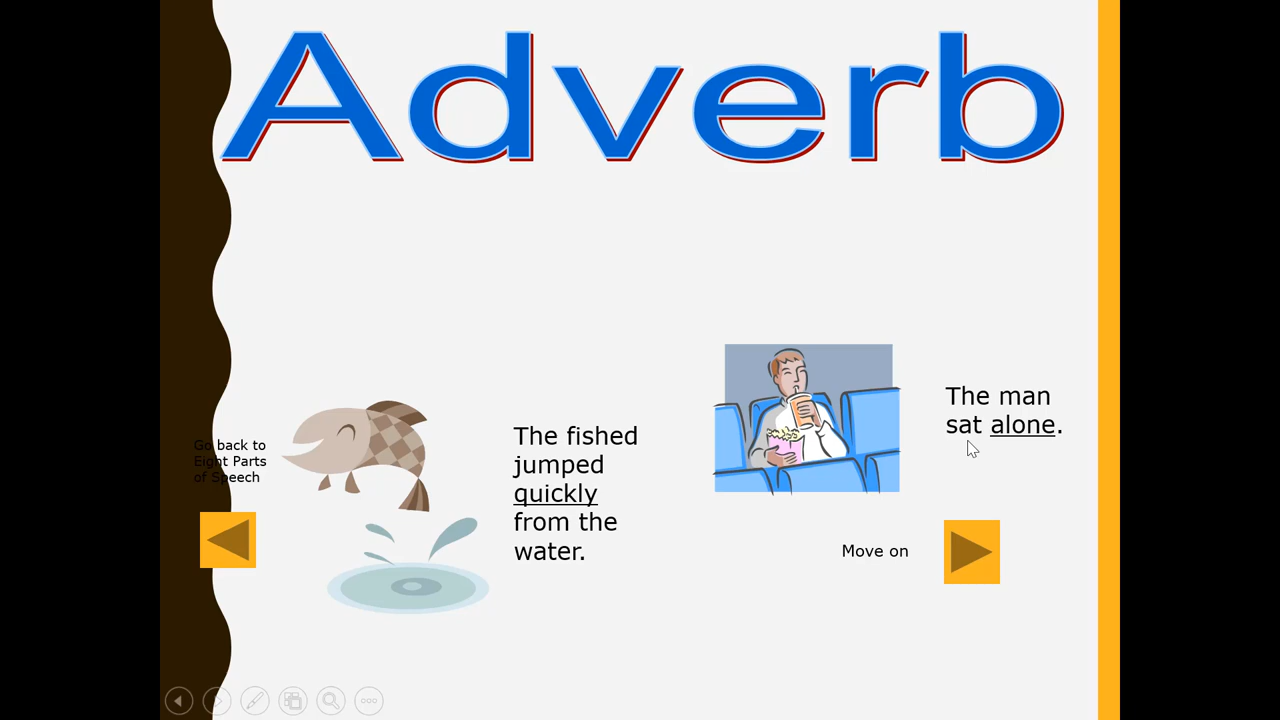 Adverb
Go back to
Eight Parts
of Speech
The fished
jumped
quickly
from the
water.
The man
sat alone.
Move on